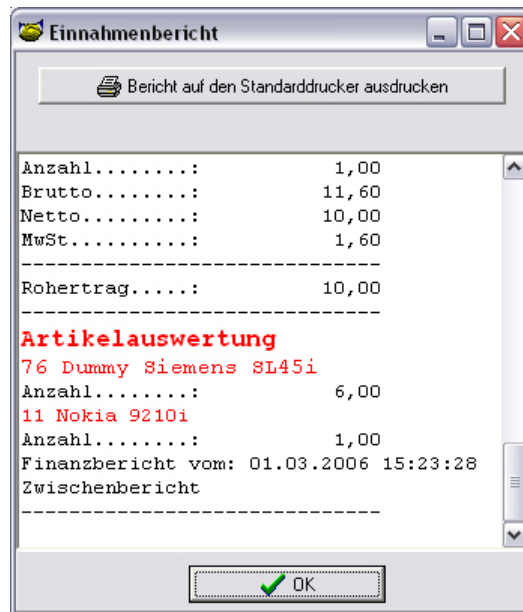 Einnahmenbericht
Bericht auf den Standarddrucker ausdrucken
Anzahl........: 1,00
Brutto........: 11,60
Netto.........: 10,00
MwSt..........: 1,60
------------------------------
Rohertrag.....: 10,00
------------------------------
Artikelauswertung
76 Dummy Siemens SL45i
Anzahl........: 6,00
11 Nokia 9210i
Anzahl........: 1,00
Finanzbericht vom: 01.03.2006 15:23:28
Zwischenbericht
------------------------------
OK